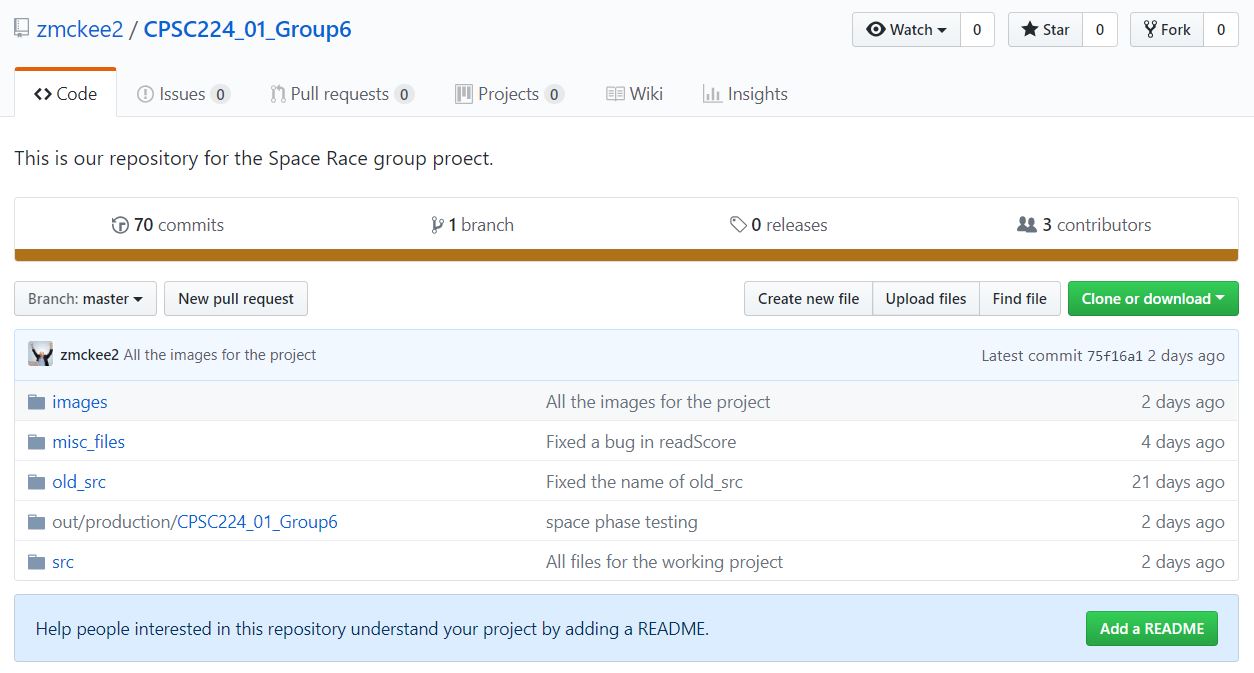 zmckee2 / CPSC224_01_Group6 Watch 0 Star 0 Fork 0
Code Issues 0 Pull requests 0 Projects 0 Wiki Insights
This is our repository for the Space Race group proect.
70 commits 1 branch 0 releases 3 contributors
Branch: master New pull request Create new file Upload files Find file Clone or download
zmckee2 All the images for the project Latest commit 75f16a1 2 days ago
images All the images for the project 2 days ago
misc_files Fixed a bug in readScore 4 days ago
old_src Fixed the name of old_src 21 days ago
out/production/CPSC224_01_Group6 space phase testing 2 days ago
src All files for the working project 2 days ago
Help people interested in this repository understand your project by adding a README. Add a README